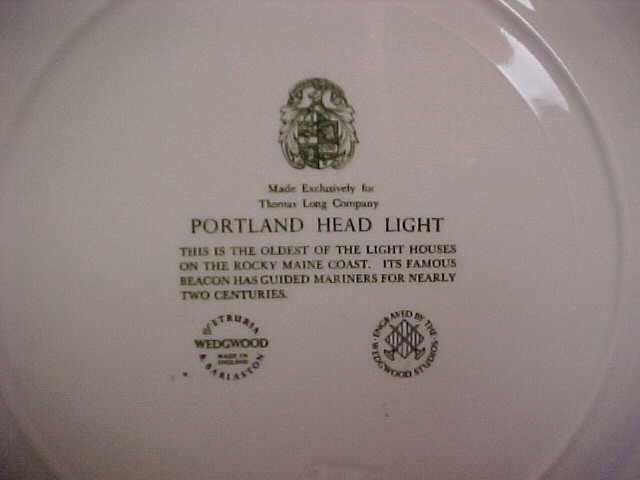 Made Exclusively for
Thomas Long Company
PORTLAND HEAD LIGHT
THIS IS THE OLDEST OF THE LIGHT HOUSES
ON THE ROCKY MAINE COAST. ITS FAMOUS
BEACON HAS GUIDED MARINERS FOR NEARLY
TWO CENTURIES.
OF ETRURIA
WEDGWOOD
MADE IN
ENGLAND
& BARLASTON
ENGRAVED BY THE
WEDGWOOD STUDIOS